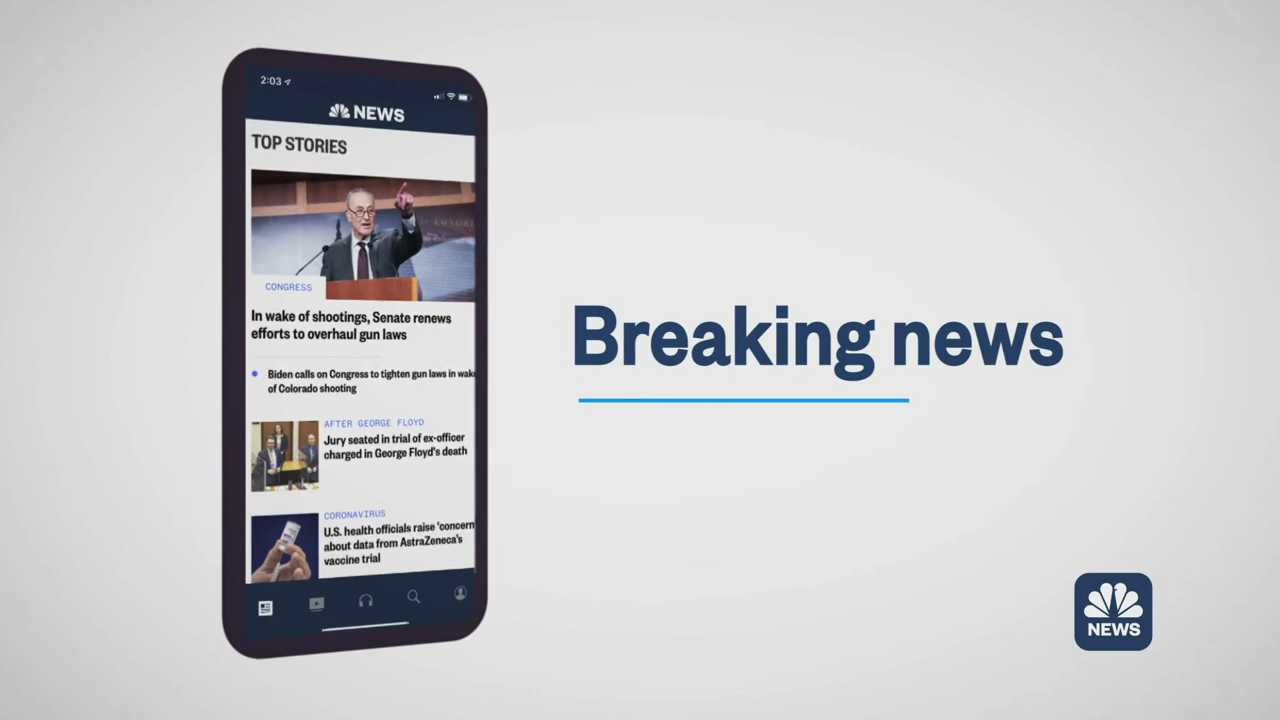 2:03
NEWS
TOP STORIES
CONGRESS
In wake of shootings, Senate renews
efforts to overhaul gun laws
Biden calls on Congress to tighten gun laws in wake
of Colorado shooting
AFTER GEORGE FLOYD
Jury seated in trial of ex-officer
charged in George Floyd's death
CORONAVIRUS
U.S. health officials raise 'concern
about data from AstraZeneca's
vaccine trial
Breaking news
NEWS